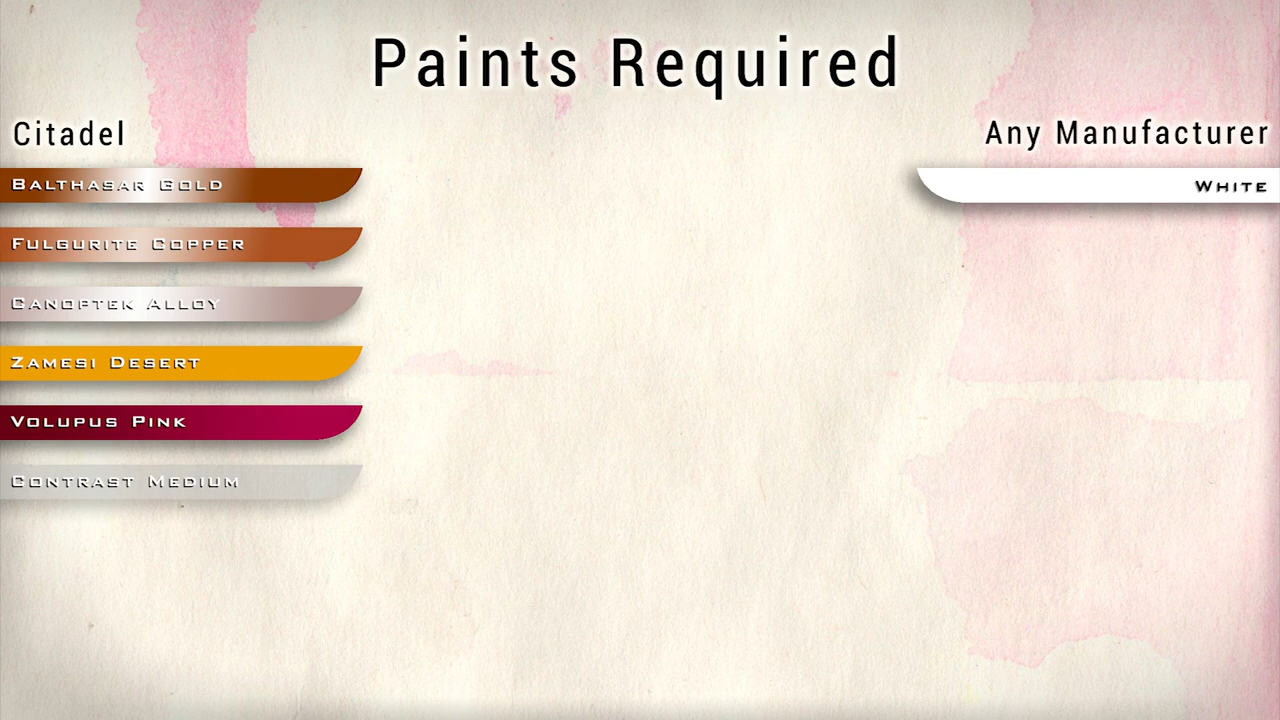 Paints Required
Citadel
Any Manufacturer
Balthasar Gold
White
Fulgurite Copper
Canoptek Alloy
Zamesi Desert
Volupus Pink
Contrast Medium